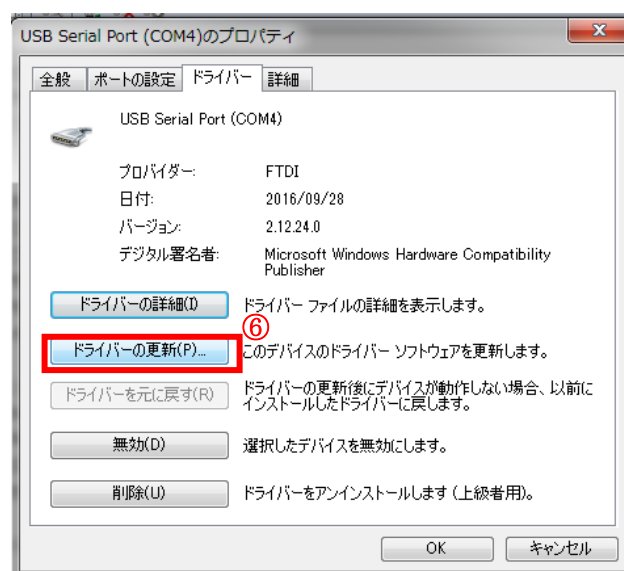 USB Serial Port (COM4)のプロパティ
全般 ポートの設定 ドライバー 詳細
USB Serial Port (COM4)
プロバイダー: FTDI
日付: 2016/09/28
バージョン: 2.12.24.0
デジタル署名者: Microsoft Windows Hardware Compatibility
Publisher
ドライバーの詳細(I) ドライバー ファイルの詳細を表示します。
⑥
ドライバーの更新(P)... このデバイスのドライバー ソフトウェアを更新します。
ドライバーを元に戻す(R) ドライバーの更新後にデバイスが動作しない場合、以前に
インストールしたドライバーに戻します。
無効(D) 選択したデバイスを無効にします。
削除(U) ドライバーをアンインストールします (上級者用)。
OK キャンセル